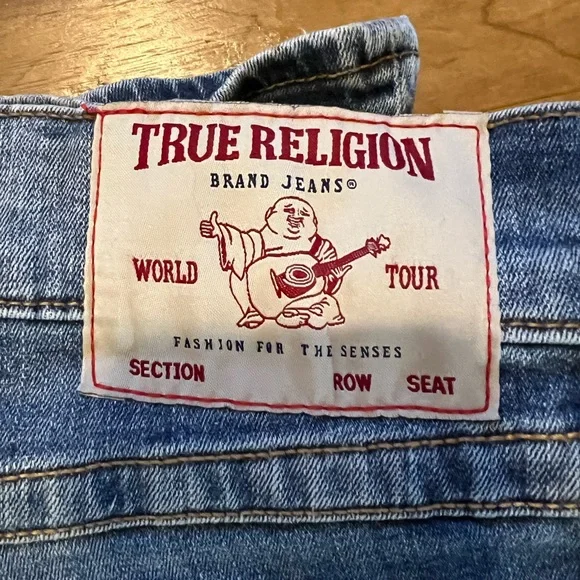 TRUE RELIGION
BRAND JEANS®
WORLD TOUR
FASHION FOR THE SENSES
SECTION ROW SEAT